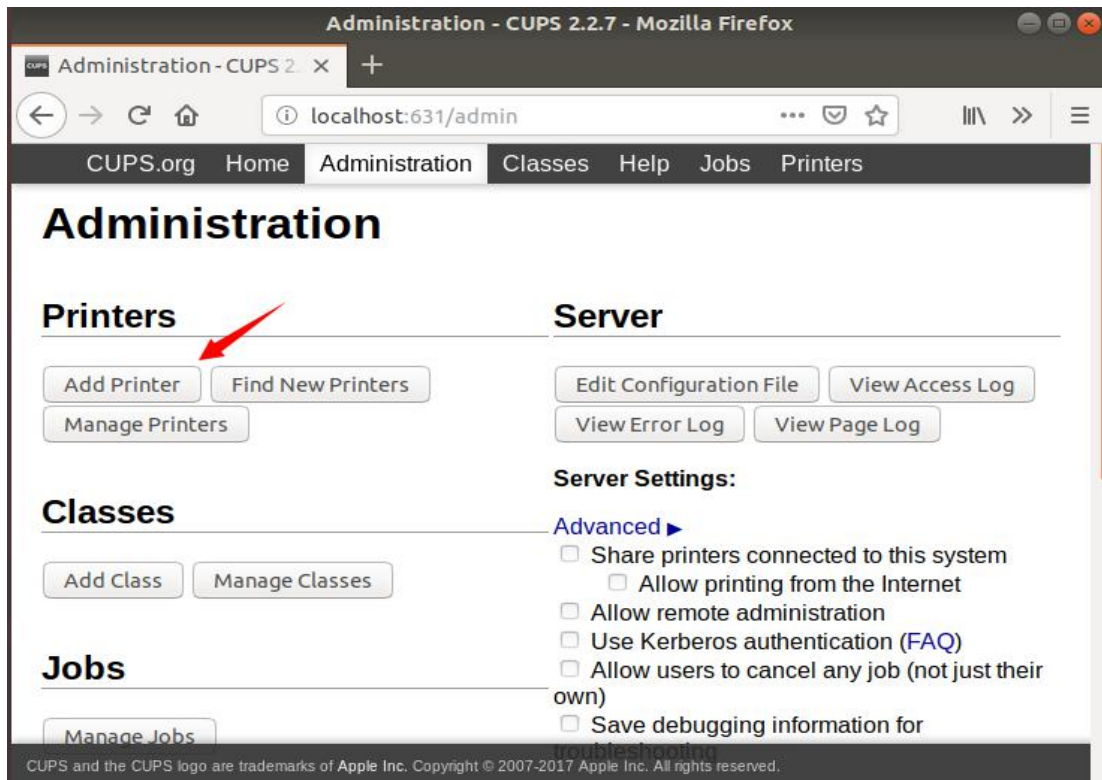 Administration - CUPS 2.2.7 - Mozilla Firefox
CUPS Administration - CUPS 2.
localhost:631/admin
CUPS.org Home Administration Classes Help Jobs Printers
Administration
Printers
Add Printer Find New Printers
Manage Printers
Classes
Add Class Manage Classes
Jobs
Manage Jobs
Server
Edit Configuration File View Access Log
View Error Log View Page Log
Server Settings:
Advanced
Share printers connected to this system
Allow printing from the Internet
Allow remote administration
Use Kerberos authentication (FAQ)
Allow users to cancel any job (not just their
own)
Save debugging information for
troubleshooting
CUPS and the CUPS logo are trademarks of Apple Inc. Copyright © 2007-2017 Apple Inc. All rights reserved.